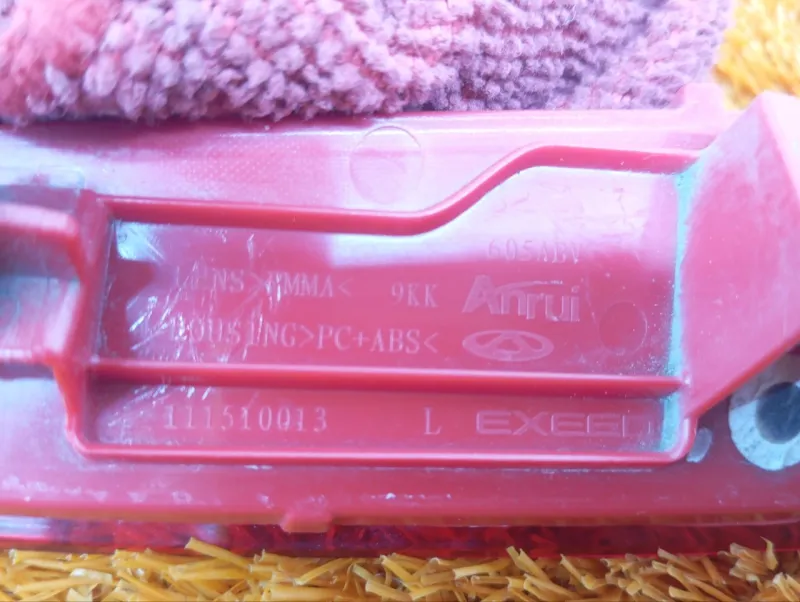 605ABV
LENS>PMMA< 9KK Anrui
HOUSING>PC+ABS<
111510013 L EXEED